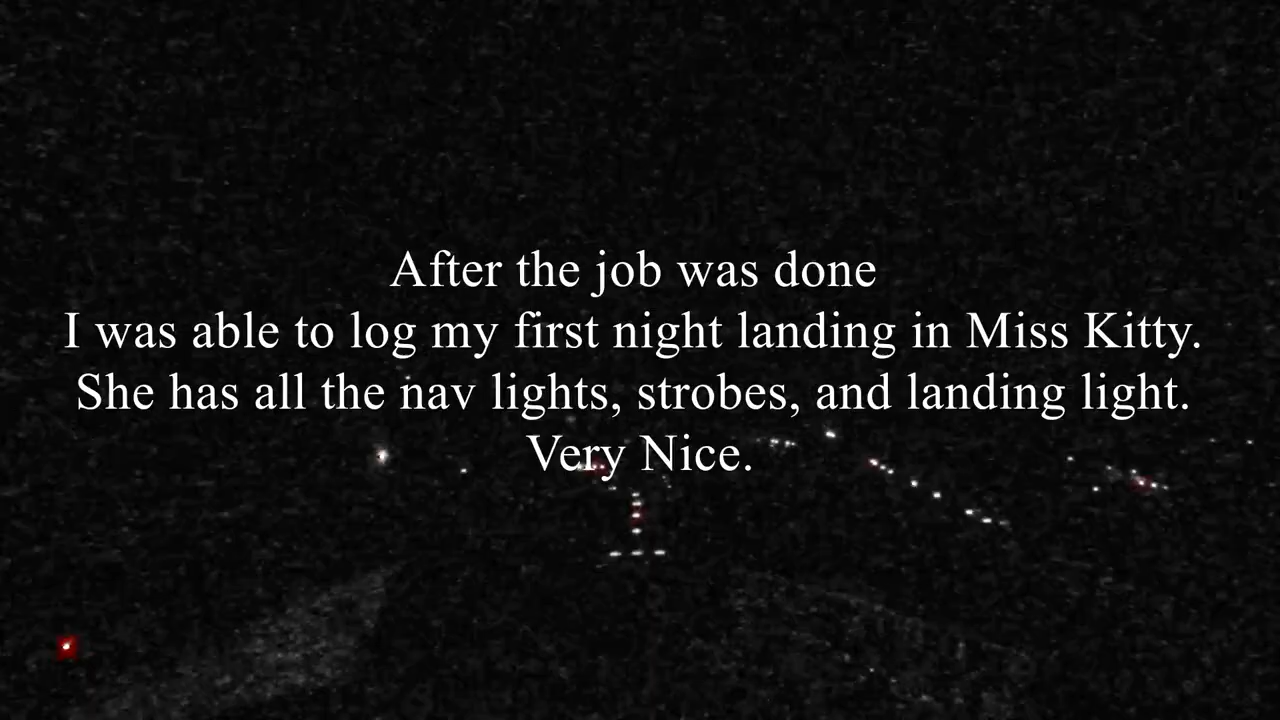 After the job was done
I was able to log my first night landing in Miss Kitty.
She has all the nav lights, strobes, and landing light.
Very Nice.